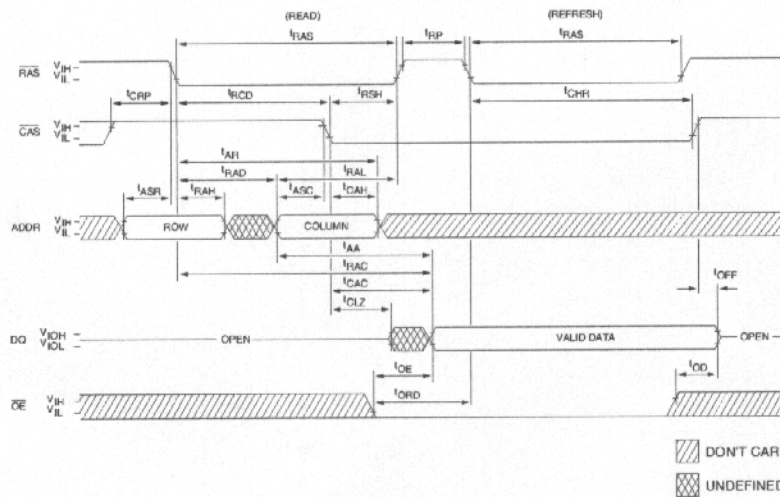 (READ) (REFRESH)
tRAS tRP tRAS
RAS VIH VIL
tCRP tRCD tRSH tCHR
CAS VIH VIL
tAR
tRAD tRAL
tASR tRAH tASC tCAH
ADDR VIH VIL ROW COLUMN
tAA
tRAC
tCAC tOFF
tCLZ
DQ VIOH VIOL OPEN VALID DATA OPEN
tOE tOD
OE VIH VIL tORD
DON'T CAR
UNDEFINED